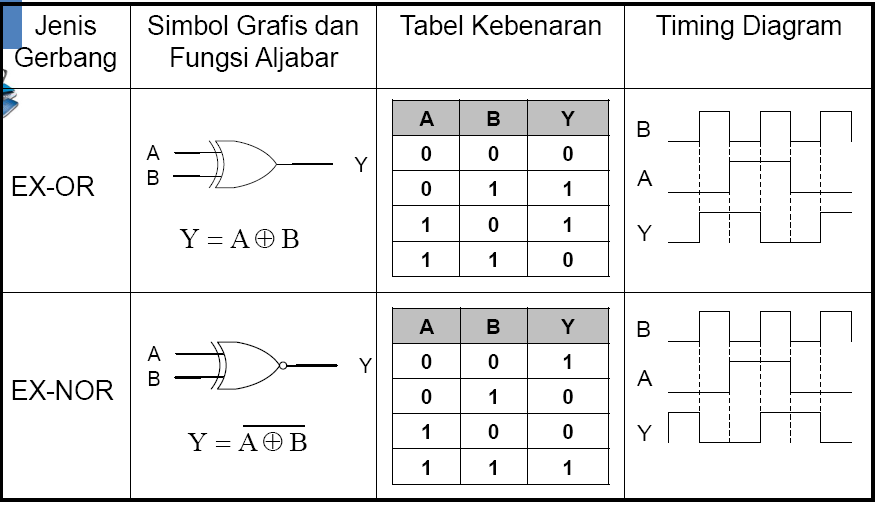 Jenis Gerbang Simbol Grafis dan Fungsi Aljabar Tabel Kebenaran Timing Diagram
EX-OR
A
B
Y
Y = A ⊕ B
A B Y
0 0 0
0 1 1
1 0 1
1 1 0
B
A
Y
EX-NOR
A
B
Y
Y = A̅ ̅⊕̅ ̅B̅
A B Y
0 0 1
0 1 0
1 0 0
1 1 1
B
A
Y